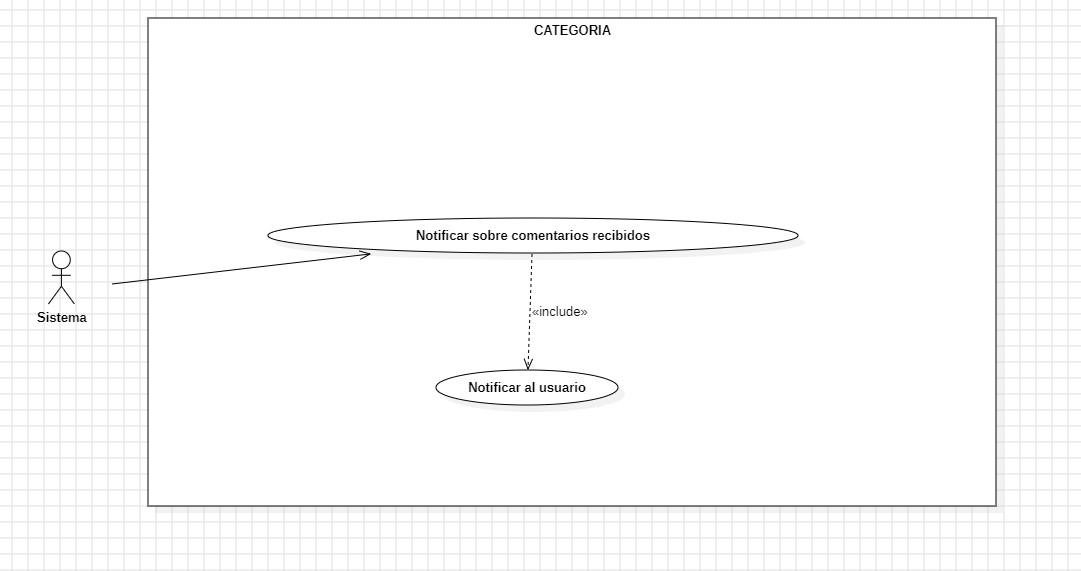 CATEGORIA
Notificar sobre comentarios recibidos
Sistema
«include»
Notificar al usuario